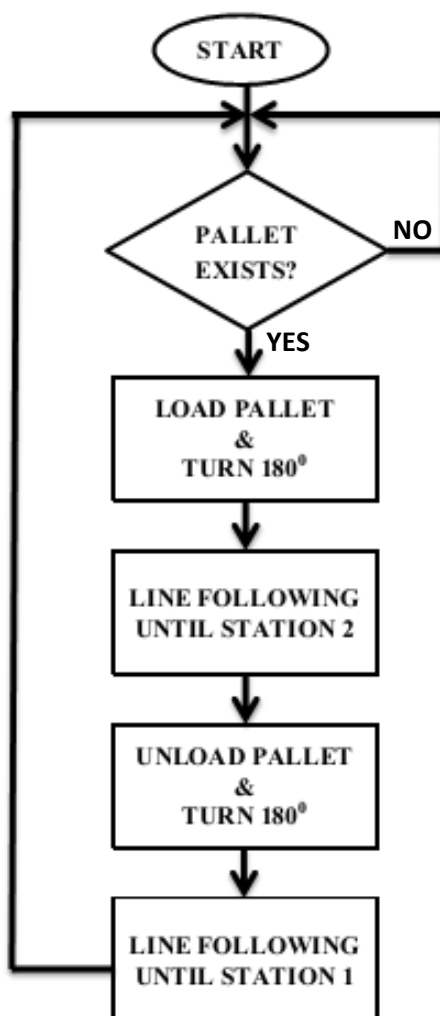 START
PALLET
EXISTS?
NO
YES
LOAD PALLET
&
TURN 180⁰
LINE FOLLOWING
UNTIL STATION 2
UNLOAD PALLET
&
TURN 180⁰
LINE FOLLOWING
UNTIL STATION 1